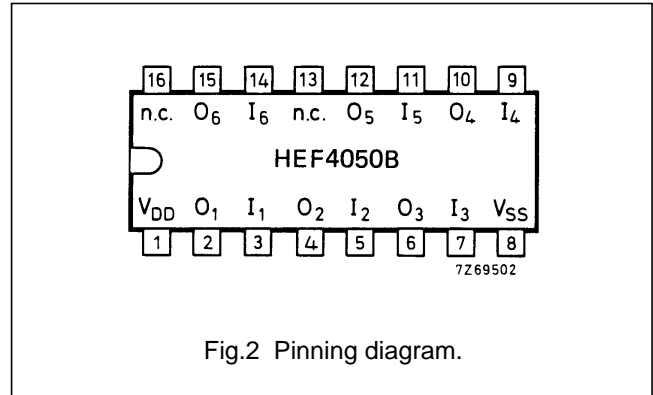 16 15 14 13 12 11 10 9
n.c. O6 I6 n.c. O5 I5 O4 I4
HEF4050B
VDD O1 I1 O2 I2 O3 I3 VSS
1 2 3 4 5 6 7 8
7Z69502
Fig.2 Pinning diagram.